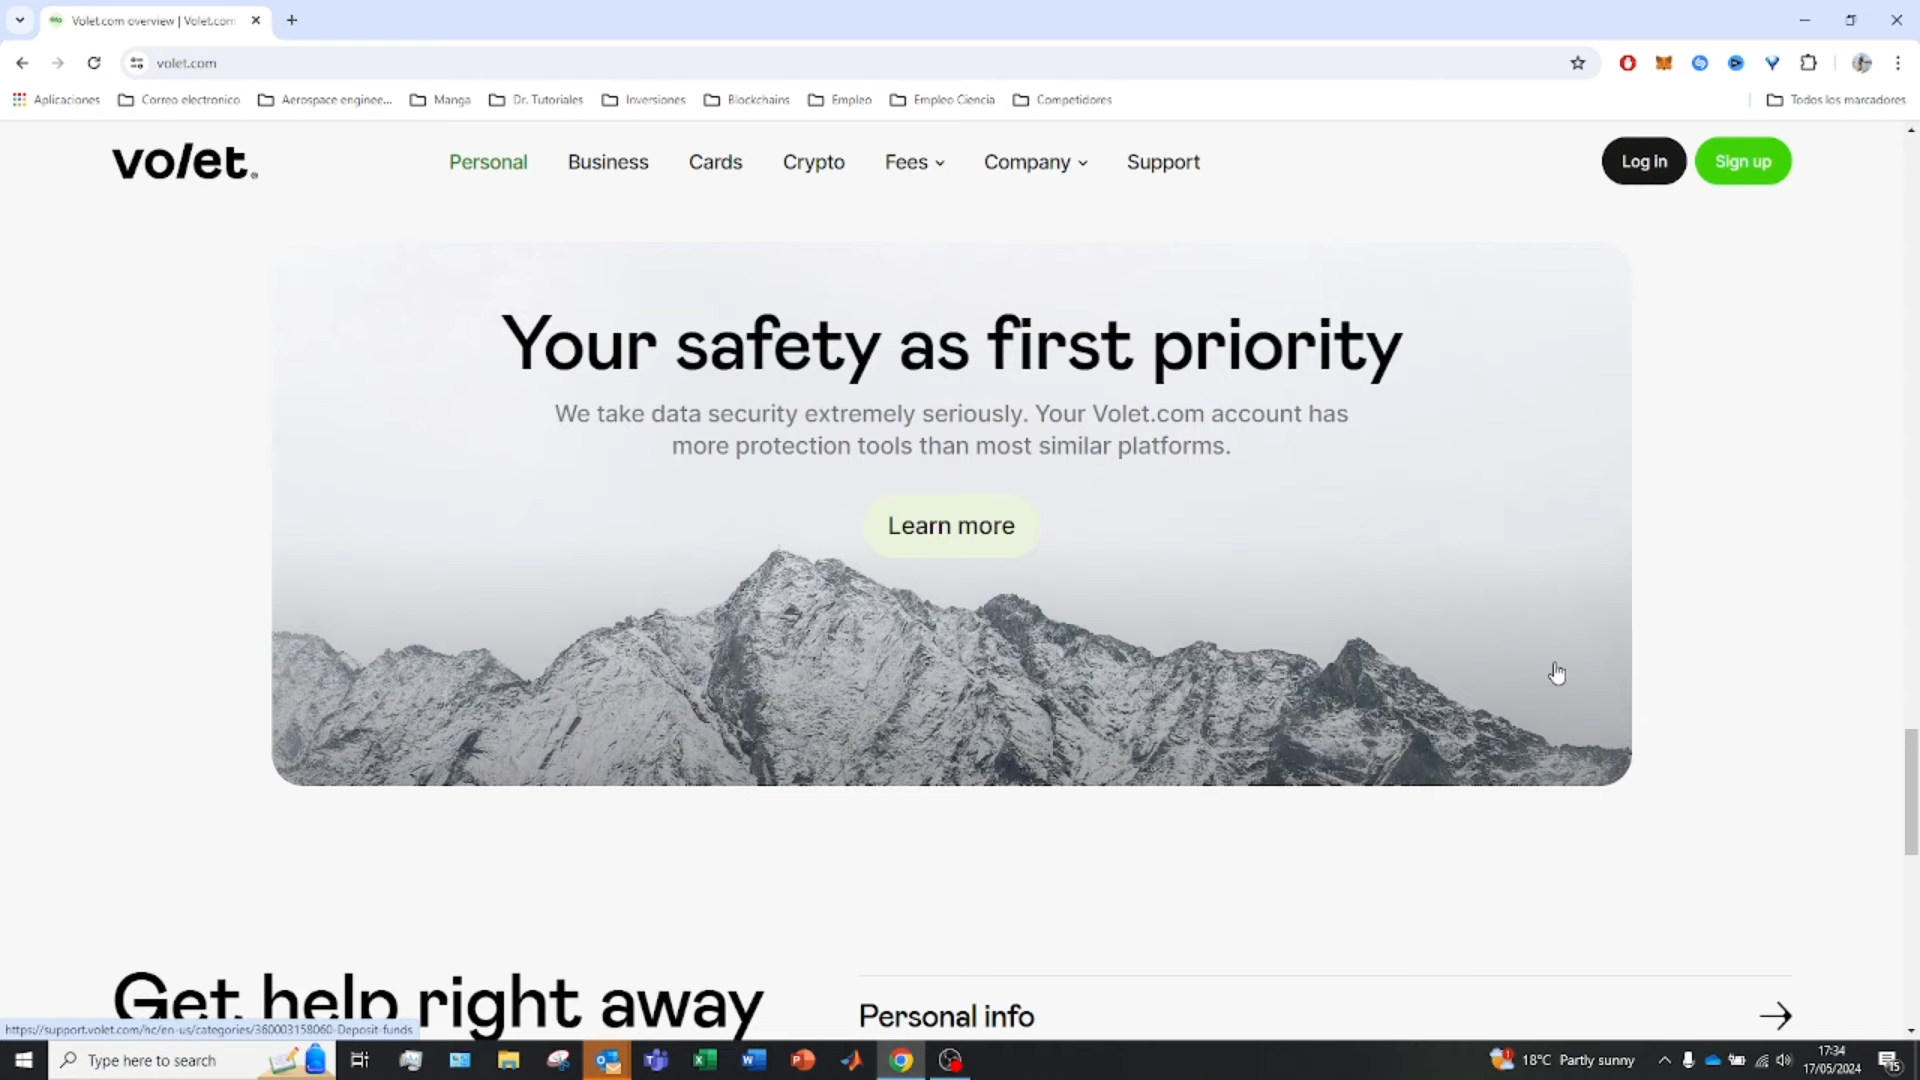 Volet.com overview | Volet.com
volet.com
Aplicaciones
Correo electronico
Aerospace enginee...
Manga
Dr. Tutoriales
Inversiones
Blockchains
Empleo
Empleo Ciencia
Competidores
Todos los marcadores
volet.
Personal
Business
Cards
Crypto
Fees
Company
Support
Log in
Sign up
Your safety as first priority
We take data security extremely seriously. Your Volet.com account has
more protection tools than most similar platforms.
Learn more
Get help right away
Personal info
https://support.volet.com/hc/en-us/categories/360003158060-Deposit-funds
Type here to search
18°C Partly sunny
17:34
17/05/2024
15